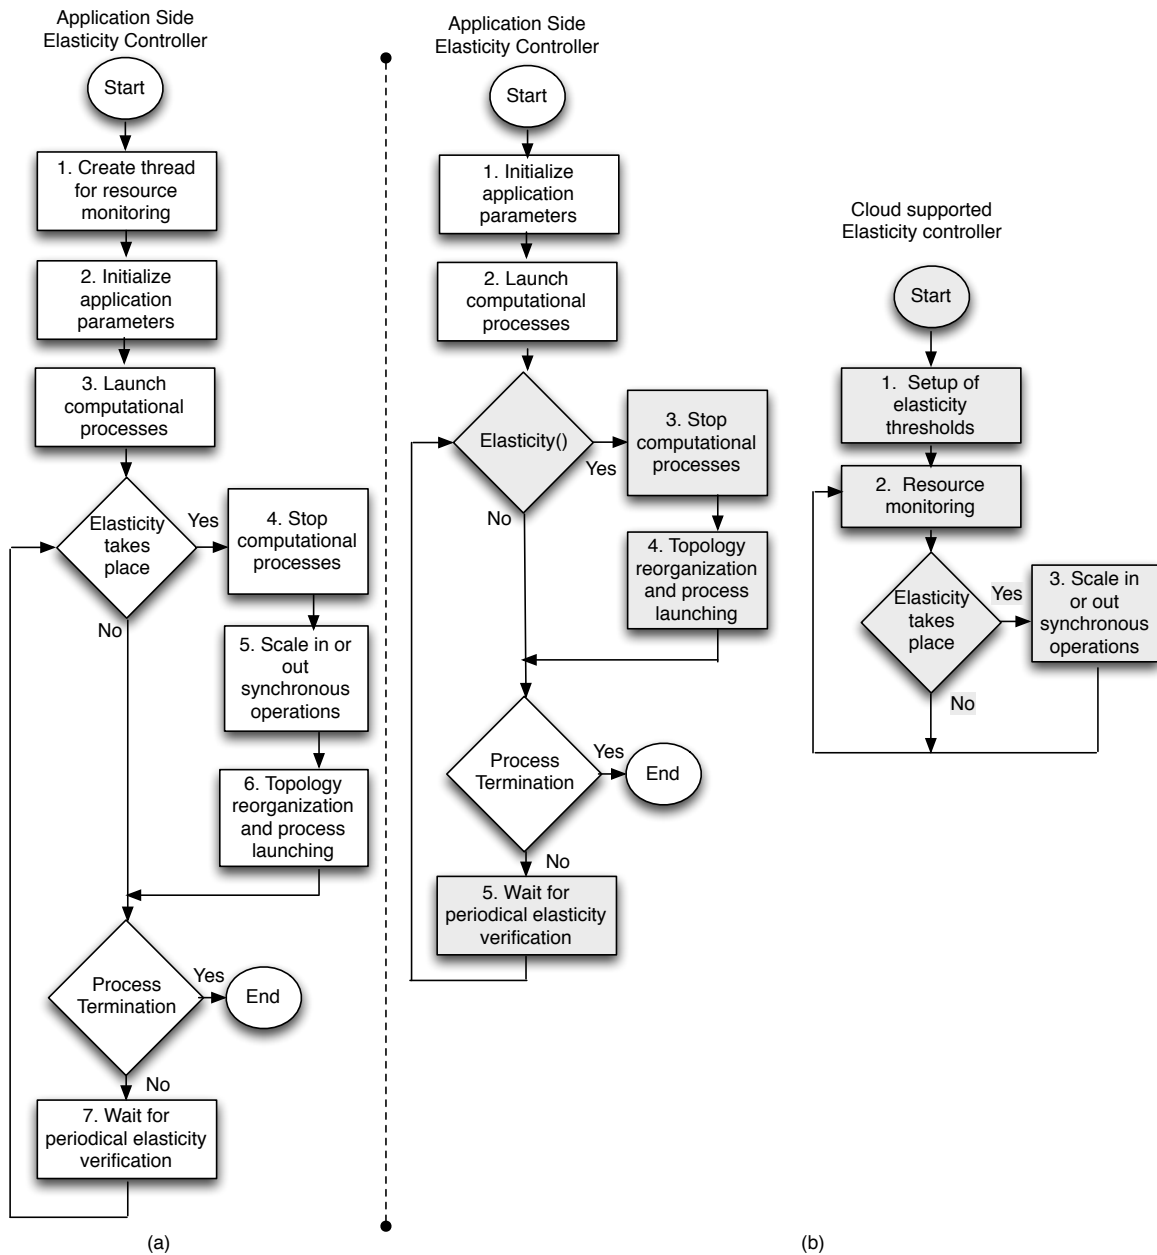 Application Side
Elasticity Controller
Start
1. Create thread
for resource
monitoring
2. Initialize
application
parameters
3. Launch
computational
processes
Elasticity
takes
place
Yes
No
4. Stop
computational
processes
5. Scale in or
out
synchronous
operations
6. Topology
reorganization
and process
launching
Process
Termination
Yes
End
No
7. Wait for
periodical elasticity
verification
(a)
Application Side
Elasticity Controller
Start
1. Initialize
application
parameters
2. Launch
computational
processes
Elasticity()
Yes
No
3. Stop
computational
processes
4. Topology
reorganization
and process
launching
Process
Termination
Yes
End
No
5. Wait for
periodical elasticity
verification
Cloud supported
Elasticity controller
Start
1. Setup of
elasticity
thresholds
2. Resource
monitoring
Elasticity
takes
place
Yes
No
3. Scale in
or out
synchronous
operations
(b)